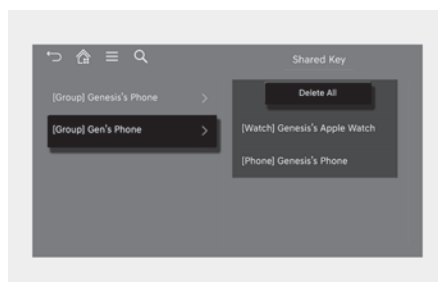 Shared Key
[Group] Genesis's Phone
[Group] Gen's Phone
Delete All
[Watch] Genesis's Apple Watch
[Phone] Genesis's Phone